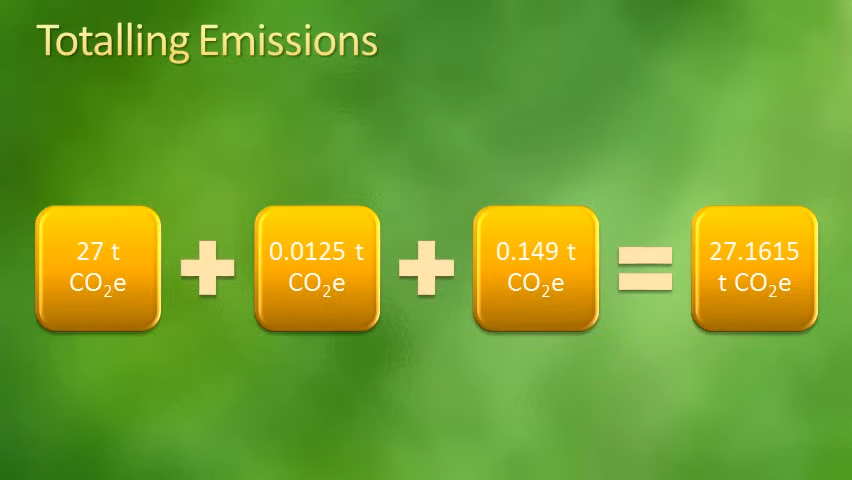 Totalling Emissions
27 t
CO₂e
0.0125 t
CO₂e
0.149 t
CO₂e
27.1615
t CO₂e